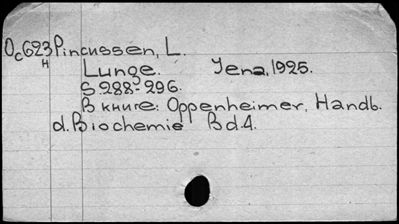 Oc623 Pincussen, L.
н
Lunge. Jena, 1925.
S. 288-296.
В книге: Oppenheimer, Handb.
d. Biochemie Bd 4.